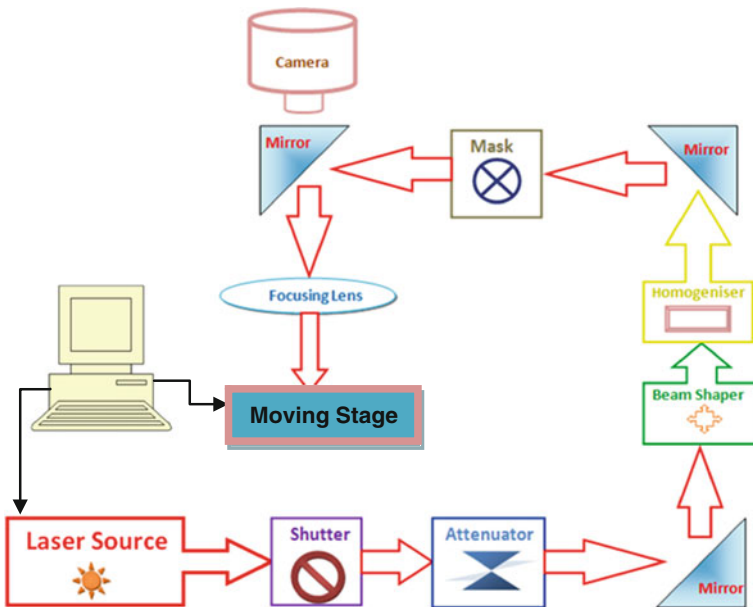 Camera
Mirror
Mask
Mirror
Focusing Lens
Homogeniser
Beam Shaper
Moving Stage
Laser Source
Shutter
Attenuator
Mirror